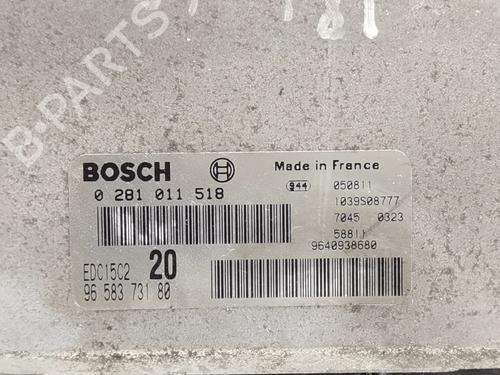 B-PARTS
BOSCH
Made in France
0 281 011 518
944
050811
1039S08777
7045 0323
5881J
9640938680
EDC15C2 20
96 583 731 80